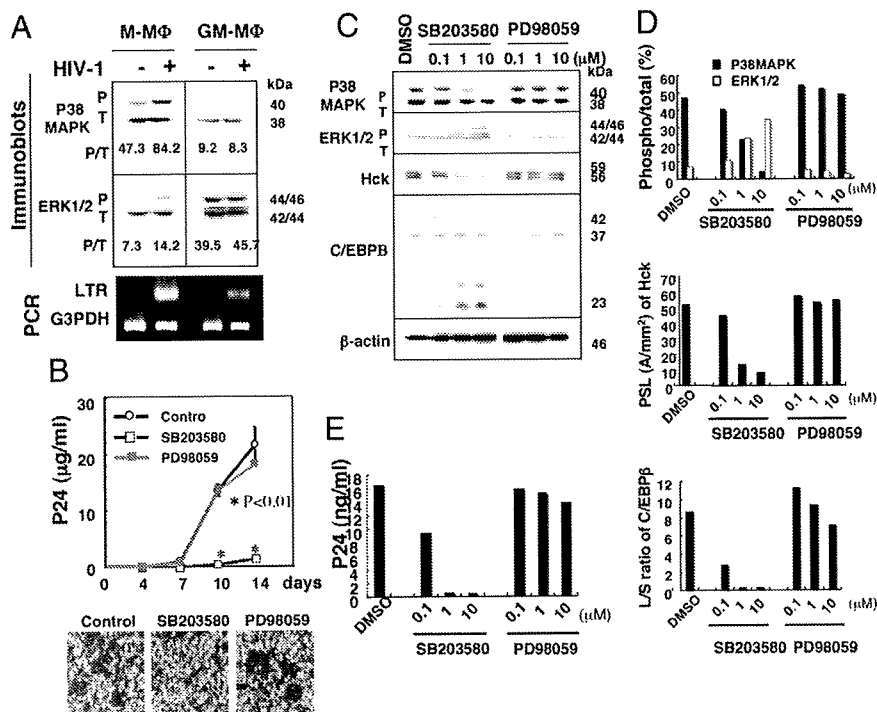 A
M-MΦ GM-MΦ
HIV-1 - + - + kDa
Immunoblots
P38 MAPK P T 40 38
P/T 47.3 84.2 9.2 8.3
ERK1/2 P T 44/46 42/44
P/T 7.3 14.2 39.5 45.7
PCR
LTR
G3PDH
B
P24 (μg/ml)
30
20
10
0
Contro
SB203580
PD98059
* P<0.01
* *
0 4 7 10 14 days
Control SB203580 PD98059
C
DMSO SB203580 PD98059
0.1 1 10 0.1 1 10 (μM)
kDa
P38 MAPK P T 40 38
ERK1/2 P T 44/46 42/44
Hck 59 56
C/EBPB 42 37 23
β-actin 46
D
Phospho/total (%)
P38MAPK
ERK1/2
60
50
40
30
20
10
0
DMSO 0.1 1 10 0.1 1 10 (μM)
SB203580 PD98059
PSL (A/mm²) of Hck
70
60
50
40
30
20
10
0
DMSO 0.1 1 10 0.1 1 10 (μM)
SB203580 PD98059
L/S ratio of C/EBPβ
12
10
8
6
4
2
0
DMSO 0.1 1 10 0.1 1 10 (μM)
SB203580 PD98059
E
P24 (ng/ml)
18
16
14
12
10
8
6
4
2
DMSO 0.1 1 10 0.1 1 10 (μM)
SB203580 PD98059